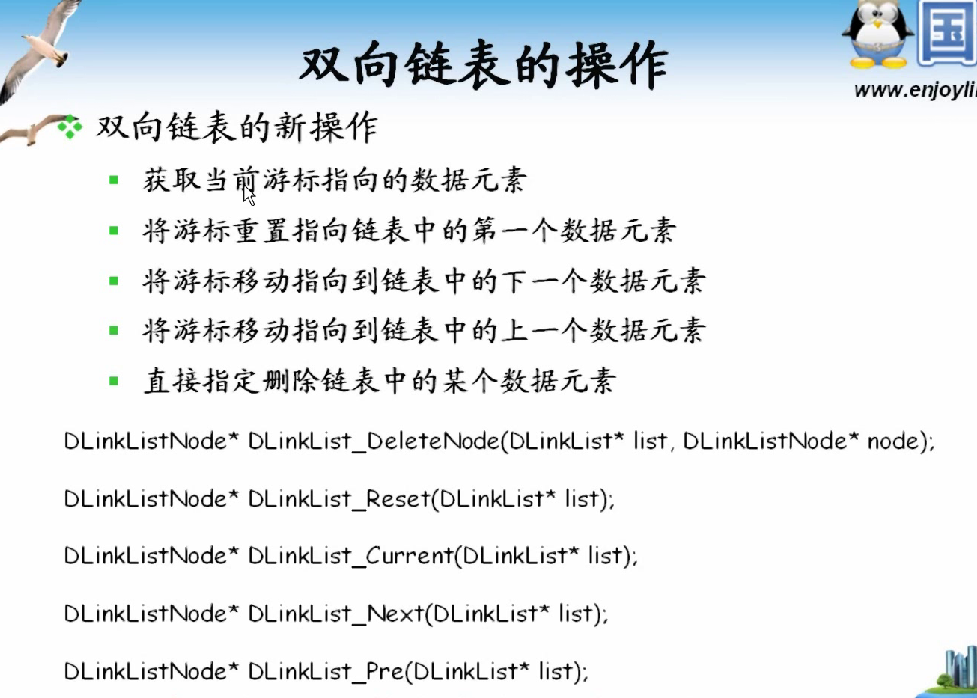 双向链表的操作
国
www.enjoyli
双向链表的新操作
获取当前游标指向的数据元素
将游标重置指向链表中的第一个数据元素
将游标移动指向到链表中的下一个数据元素
将游标移动指向到链表中的上一个数据元素
直接指定删除链表中的某个数据元素
DLinkListNode* DLinkList_DeleteNode(DLinkList* list, DLinkListNode* node);
DLinkListNode* DLinkList_Reset(DLinkList* list);
DLinkListNode* DLinkList_Current(DLinkList* list);
DLinkListNode* DLinkList_Next(DLinkList* list);
DLinkListNode* DLinkList_Pre(DLinkList* list);